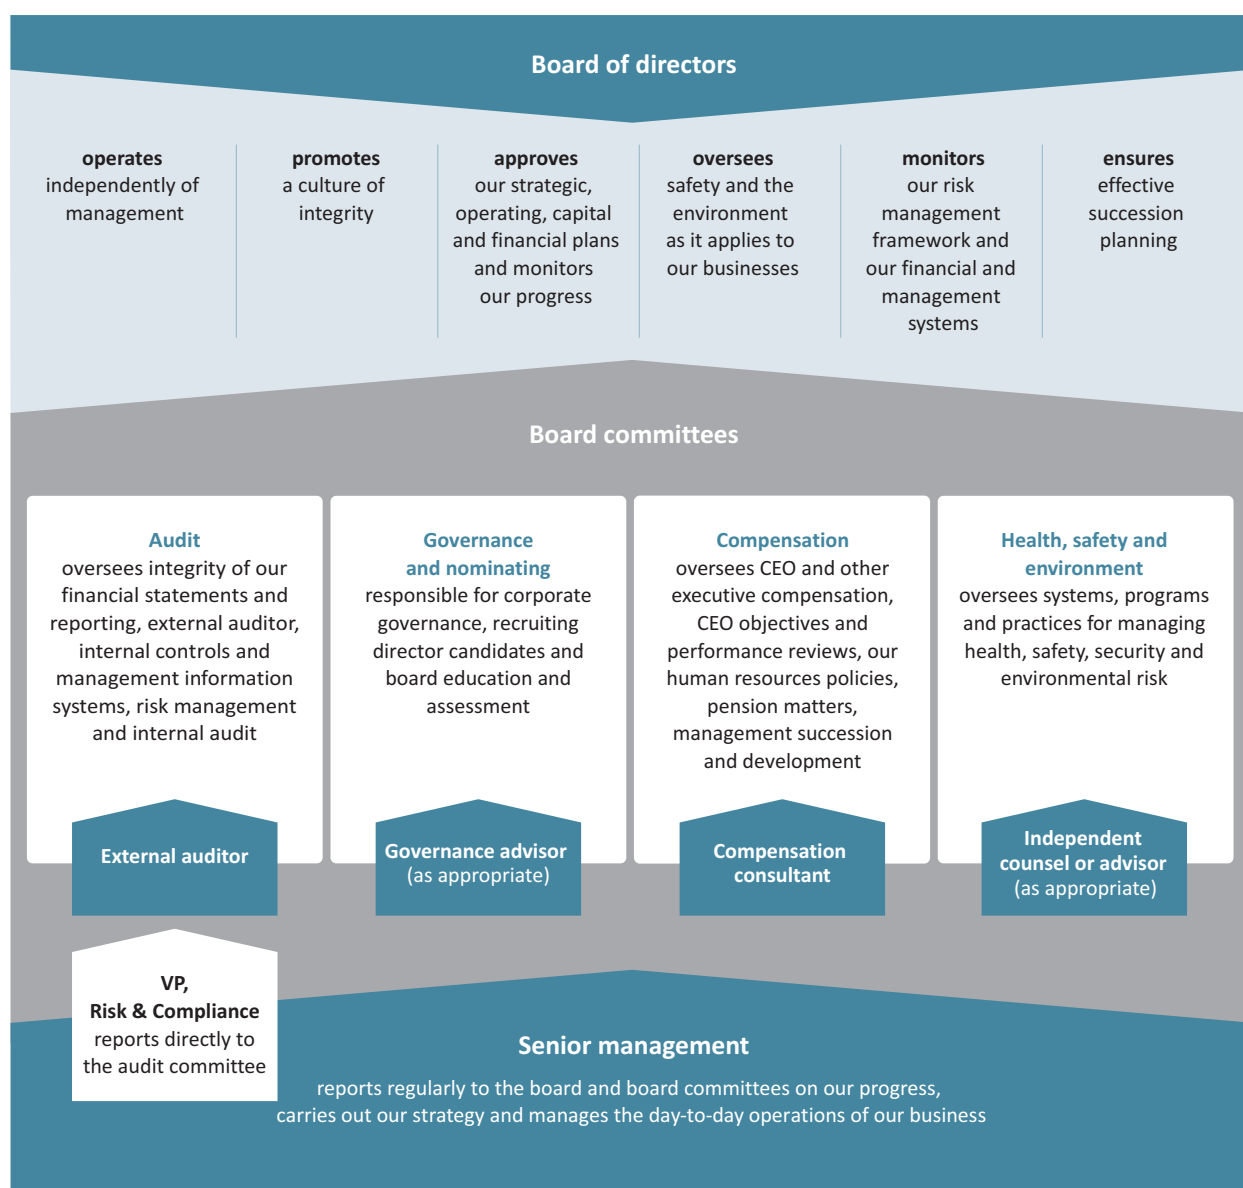 Board of directors
operates
independently of
management
promotes
a culture of
integrity
approves
our strategic,
operating, capital
and financial plans
and monitors
our progress
oversees
safety and the
environment
as it applies to
our businesses
monitors
our risk
management
framework and
our financial and
management
systems
ensures
effective
succession
planning
Board committees
Audit
oversees integrity of our
financial statements and
reporting, external auditor,
internal controls and
management information
systems, risk management
and internal audit
External auditor
Governance
and nominating
responsible for corporate
governance, recruiting
director candidates and
board education and
assessment
Governance advisor
(as appropriate)
Compensation
oversees CEO and other
executive compensation,
CEO objectives and
performance reviews, our
human resources policies,
pension matters,
management succession
and development
Compensation
consultant
Health, safety and
environment
oversees systems, programs
and practices for managing
health, safety, security and
environmental risk
Independent
counsel or advisor
(as appropriate)
VP,
Risk & Compliance
reports directly to
the audit committee
Senior management
reports regularly to the board and board committees on our progress,
carries out our strategy and manages the day-to-day operations of our business